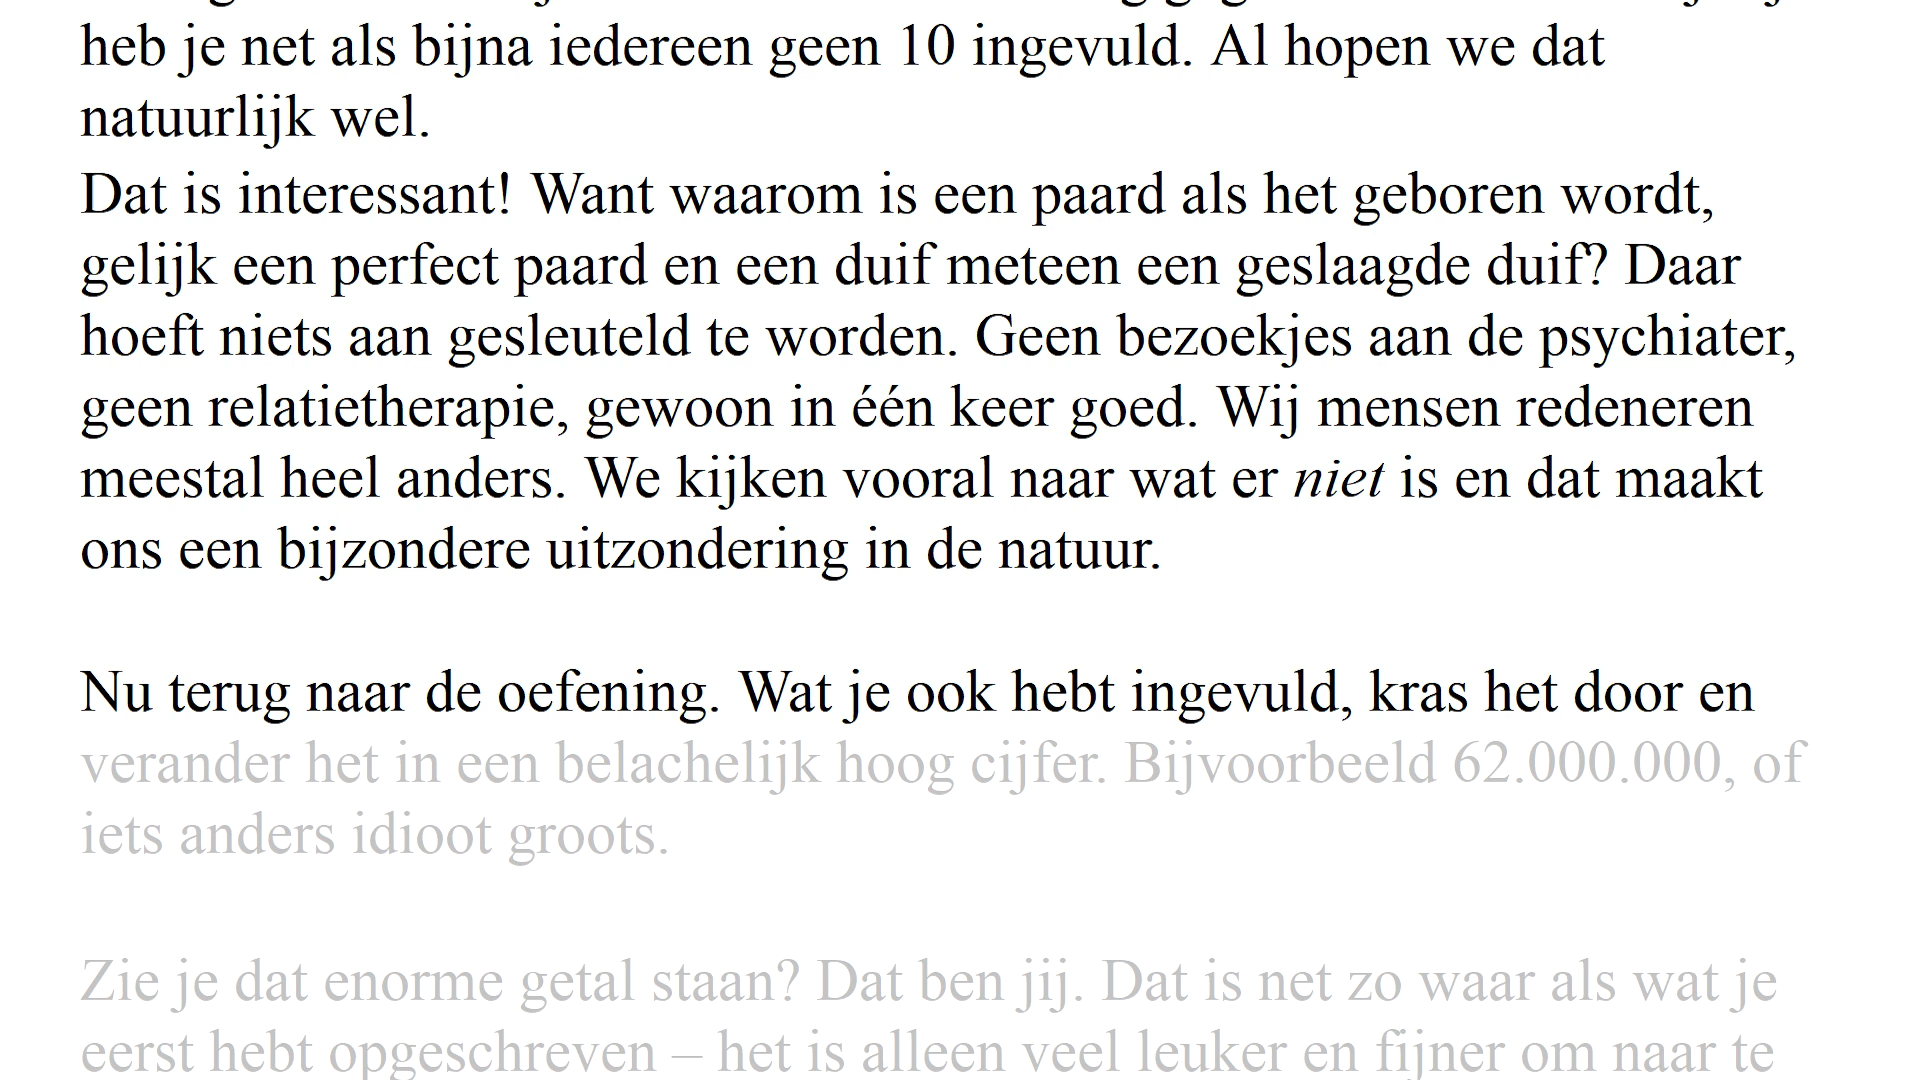 heb je net als bijna iedereen geen 10 ingevuld. Al hopen we dat
natuurlijk wel.
Dat is interessant! Want waarom is een paard als het geboren wordt,
gelijk een perfect paard en een duif meteen een geslaagde duif? Daar
hoeft niets aan gesleuteld te worden. Geen bezoekjes aan de psychiater,
geen relatietherapie, gewoon in één keer goed. Wij mensen redeneren
meestal heel anders. We kijken vooral naar wat er niet is en dat maakt
ons een bijzondere uitzondering in de natuur.
Nu terug naar de oefening. Wat je ook hebt ingevuld, kras het door en
verander het in een belachelijk hoog cijfer. Bijvoorbeeld 62.000.000, of
iets anders idioot groots.
Zie je dat enorme getal staan? Dat ben jij. Dat is net zo waar als wat je
eerst hebt opgeschreven – het is alleen veel leuker en fijner om naar te